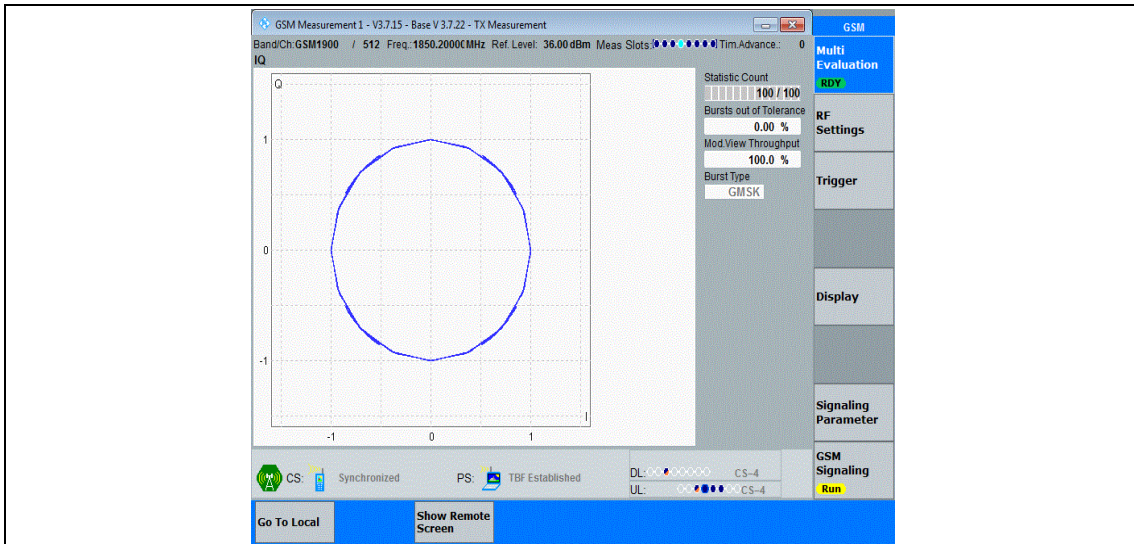 GSM Measurement 1 - V3.7.15 - Base V 3.7.22 - TX Measurement
Band/Ch:GSM1900 / 512 Freq.:1850.2000MHz Ref. Level: 36.00 dBm Meas Slots: Tim.Advance.: 0
IQ
Q
1
0
-1
-1 0 1
I
Statistic Count
100 / 100
Bursts out of Tolerance
0.00 %
Mod.View Throughput
100.0 %
Burst Type
GMSK
GSM
Multi
Evaluation
RDY
RF
Settings
Trigger
Display
Signaling
Parameter
GSM
Signaling
Run
CS: Synchronized PS: TBF Established
DL: CS-4
UL: CS-4
Go To Local
Show Remote
Screen